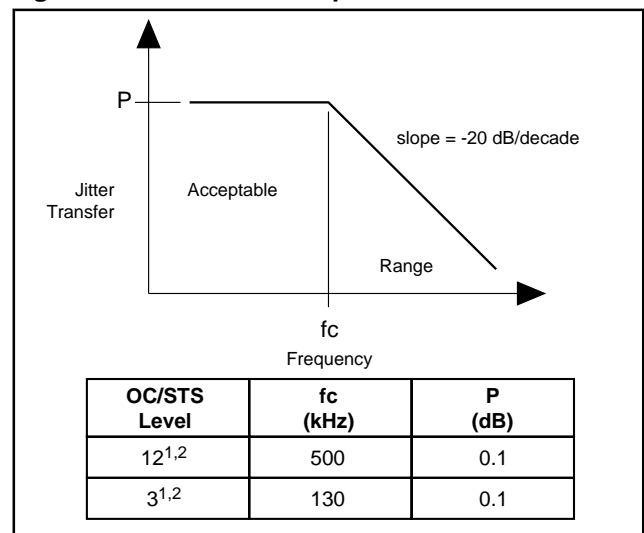 P
slope = -20 dB/decade
Jitter
Transfer
Acceptable
Range
fc
Frequency
OC/STS
Level
fc
(kHz)
P
(dB)
12^1,2 500 0.1
3^1,2 130 0.1